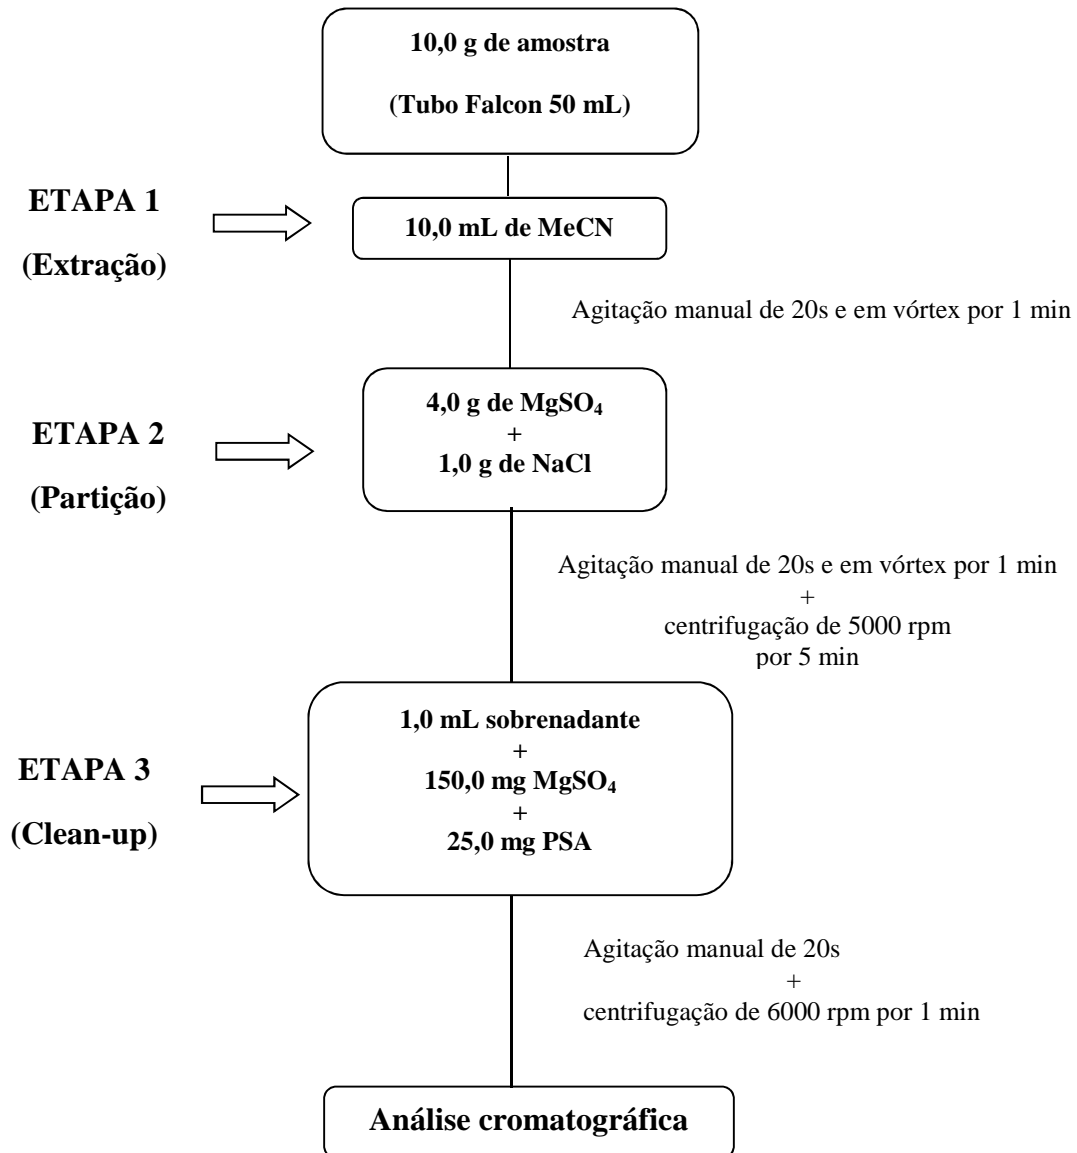 10,0 g de amostra
(Tubo Falcon 50 mL)
ETAPA 1
(Extração)
10,0 mL de MeCN
Agitação manual de 20s e em vórtex por 1 min
ETAPA 2
(Partição)
4,0 g de MgSO₄
+
1,0 g de NaCl
Agitação manual de 20s e em vórtex por 1 min
+
centrifugação de 5000 rpm
por 5 min
ETAPA 3
(Clean-up)
1,0 mL sobrenadante
+
150,0 mg MgSO₄
+
25,0 mg PSA
Agitação manual de 20s
+
centrifugação de 6000 rpm por 1 min
Análise cromatográfica